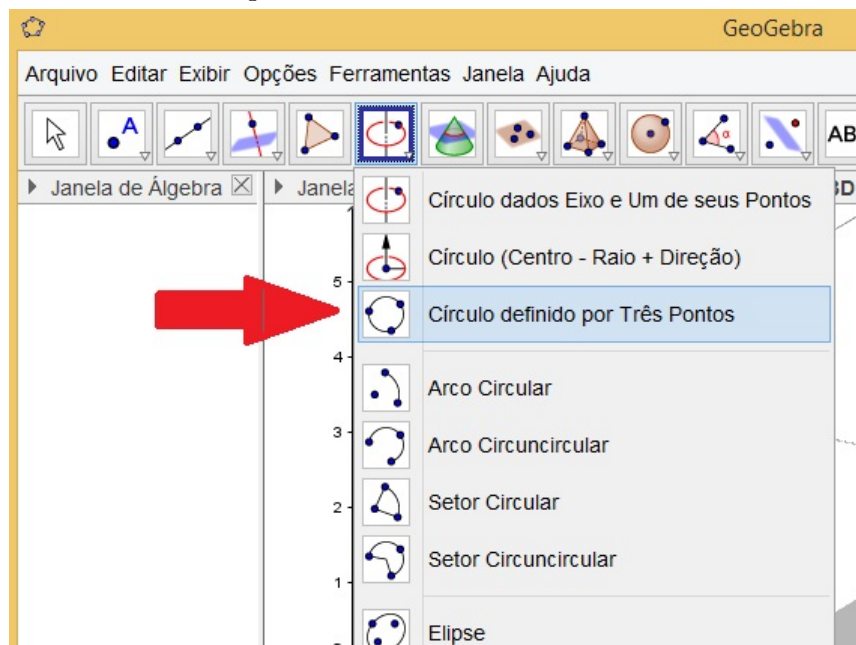 GeoGebra
Arquivo Editar Exibir Opções Ferramentas Janela Ajuda
A
α
AB
Janela de Álgebra
Janela
3D
Círculo dados Eixo e Um de seus Pontos
Círculo (Centro - Raio + Direção)
5
Círculo definido por Três Pontos
4
Arco Circular
3
Arco Circuncircular
2
Setor Circular
Setor Circuncircular
1
Elipse